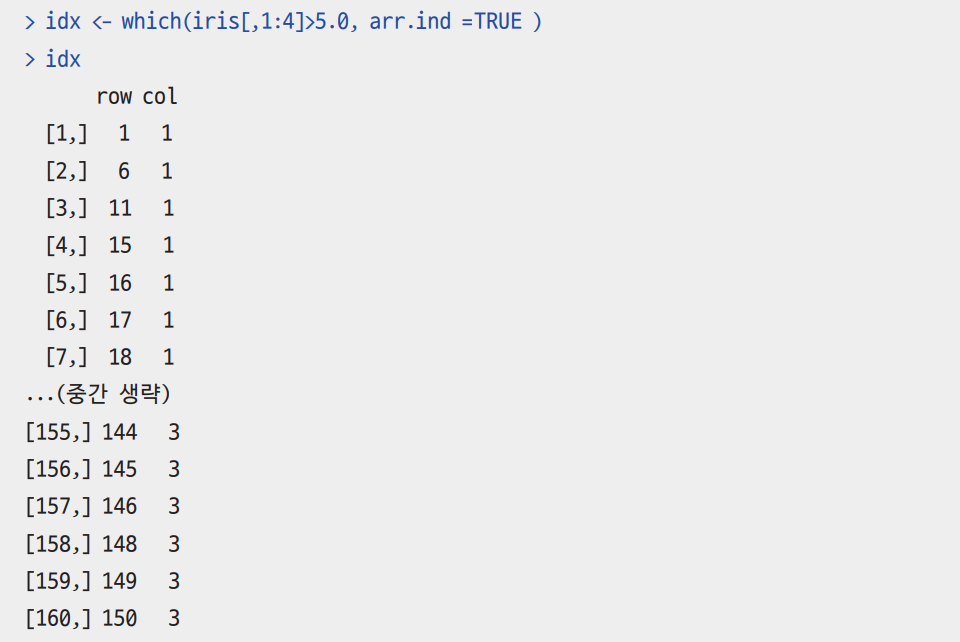 > idx <- which(iris[,1:4]>5.0, arr.ind =TRUE )
> idx
row col
[1,] 1 1
[2,] 6 1
[3,] 11 1
[4,] 15 1
[5,] 16 1
[6,] 17 1
[7,] 18 1
...(중간 생략)
[155,] 144 3
[156,] 145 3
[157,] 146 3
[158,] 148 3
[159,] 149 3
[160,] 150 3